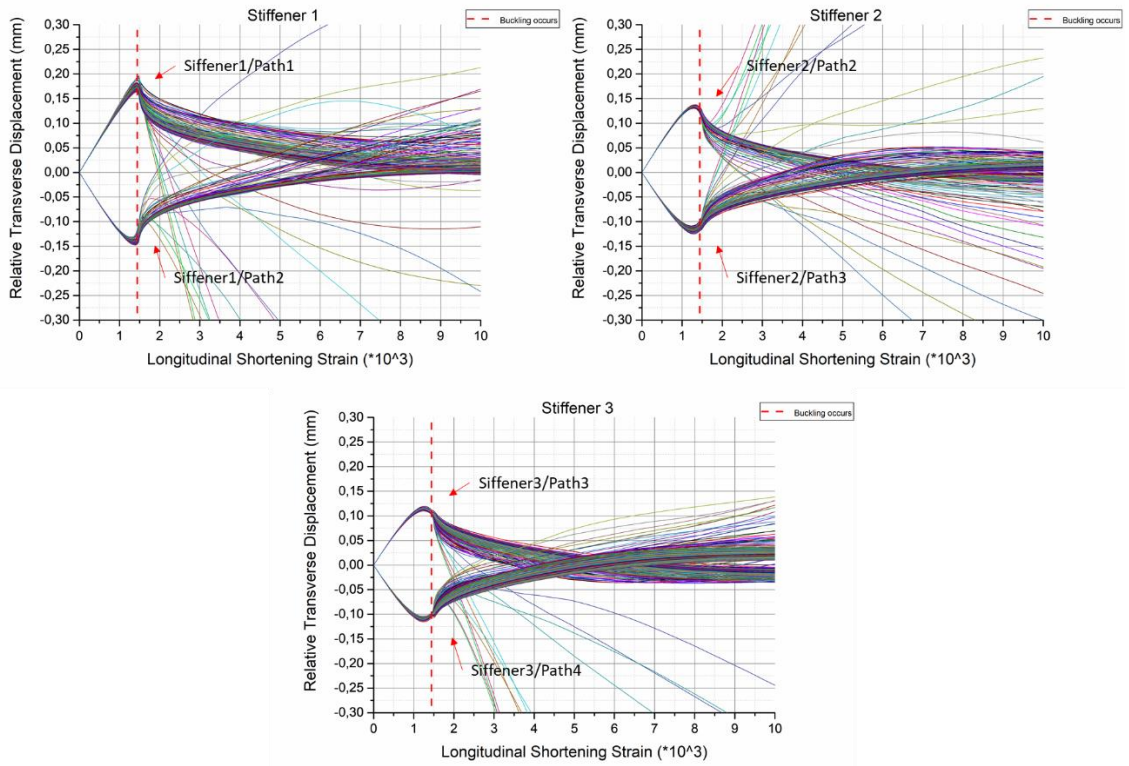 Stiffener 1
Buckling occurs
Relative Transverse Displacement (mm)
0,30
0,25
0,20
0,15
0,10
0,05
0,00
-0,05
-0,10
-0,15
-0,20
-0,25
-0,30
Siffener1/Path1
Siffener1/Path2
0 1 2 3 4 5 6 7 8 9 10
Longitudinal Shortening Strain (*10^3)
Stiffener 2
Buckling occurs
Relative Transverse Displacement (mm)
0,30
0,25
0,20
0,15
0,10
0,05
0,00
-0,05
-0,10
-0,15
-0,20
-0,25
-0,30
Siffener2/Path2
Siffener2/Path3
0 1 2 3 4 5 6 7 8 9 10
Longitudinal Shortening Strain (*10^3)
Stiffener 3
Buckling occurs
Relative Transverse Displacement (mm)
0,30
0,25
0,20
0,15
0,10
0,05
0,00
-0,05
-0,10
-0,15
-0,20
-0,25
-0,30
Siffener3/Path3
Siffener3/Path4
0 1 2 3 4 5 6 7 8 9 10
Longitudinal Shortening Strain (*10^3)